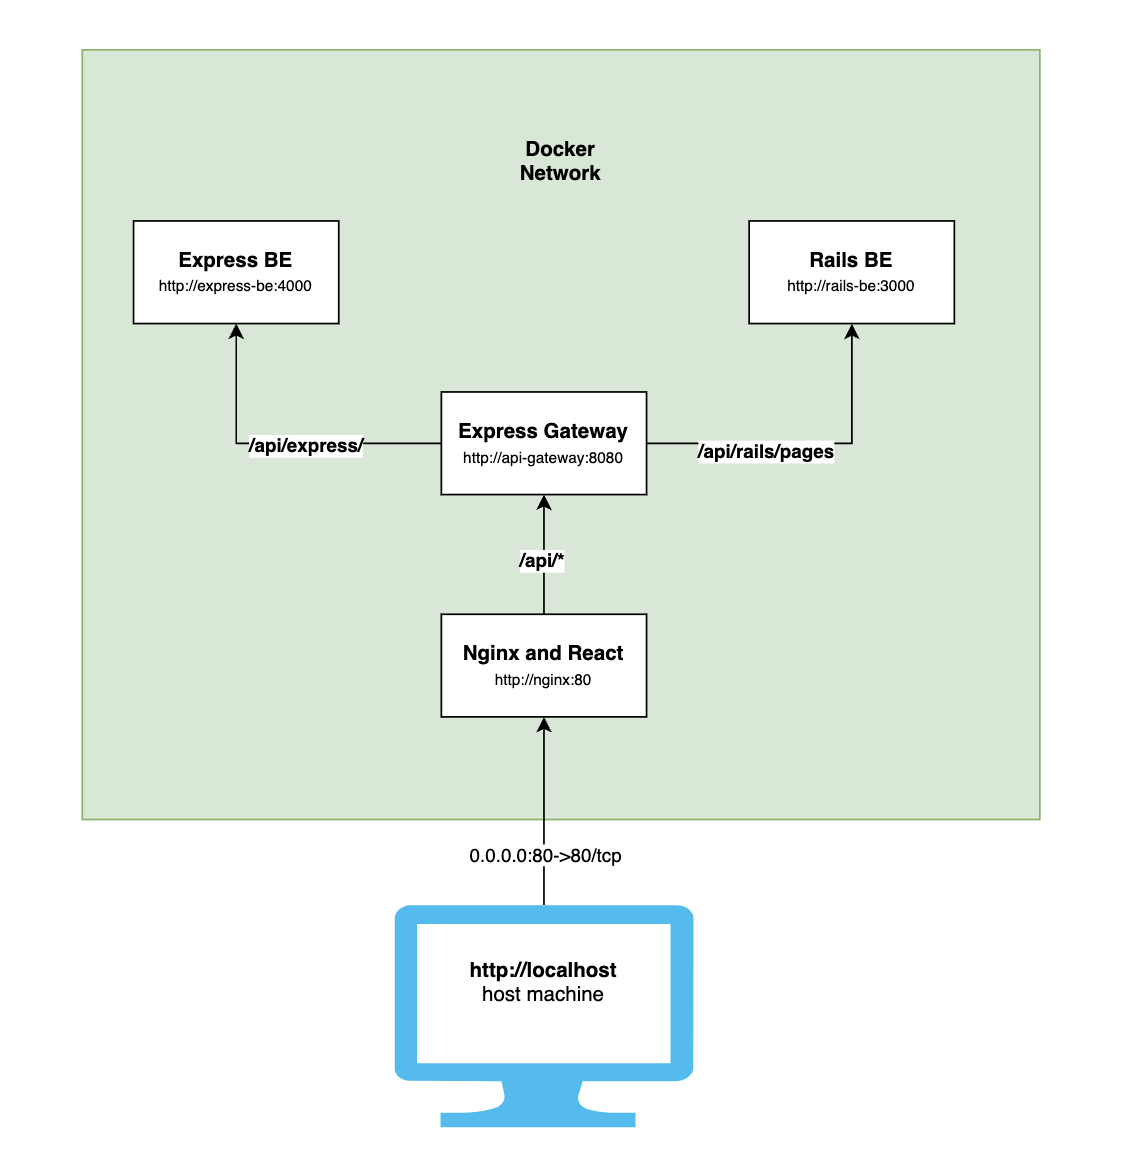 Docker
Network
Express BE
http://express-be:4000
Rails BE
http://rails-be:3000
Express Gateway
http://api-gateway:8080
/api/express/
/api/rails/pages
/api/*
Nginx and React
http://nginx:80
0.0.0.0:80->80/tcp
http://localhost
host machine